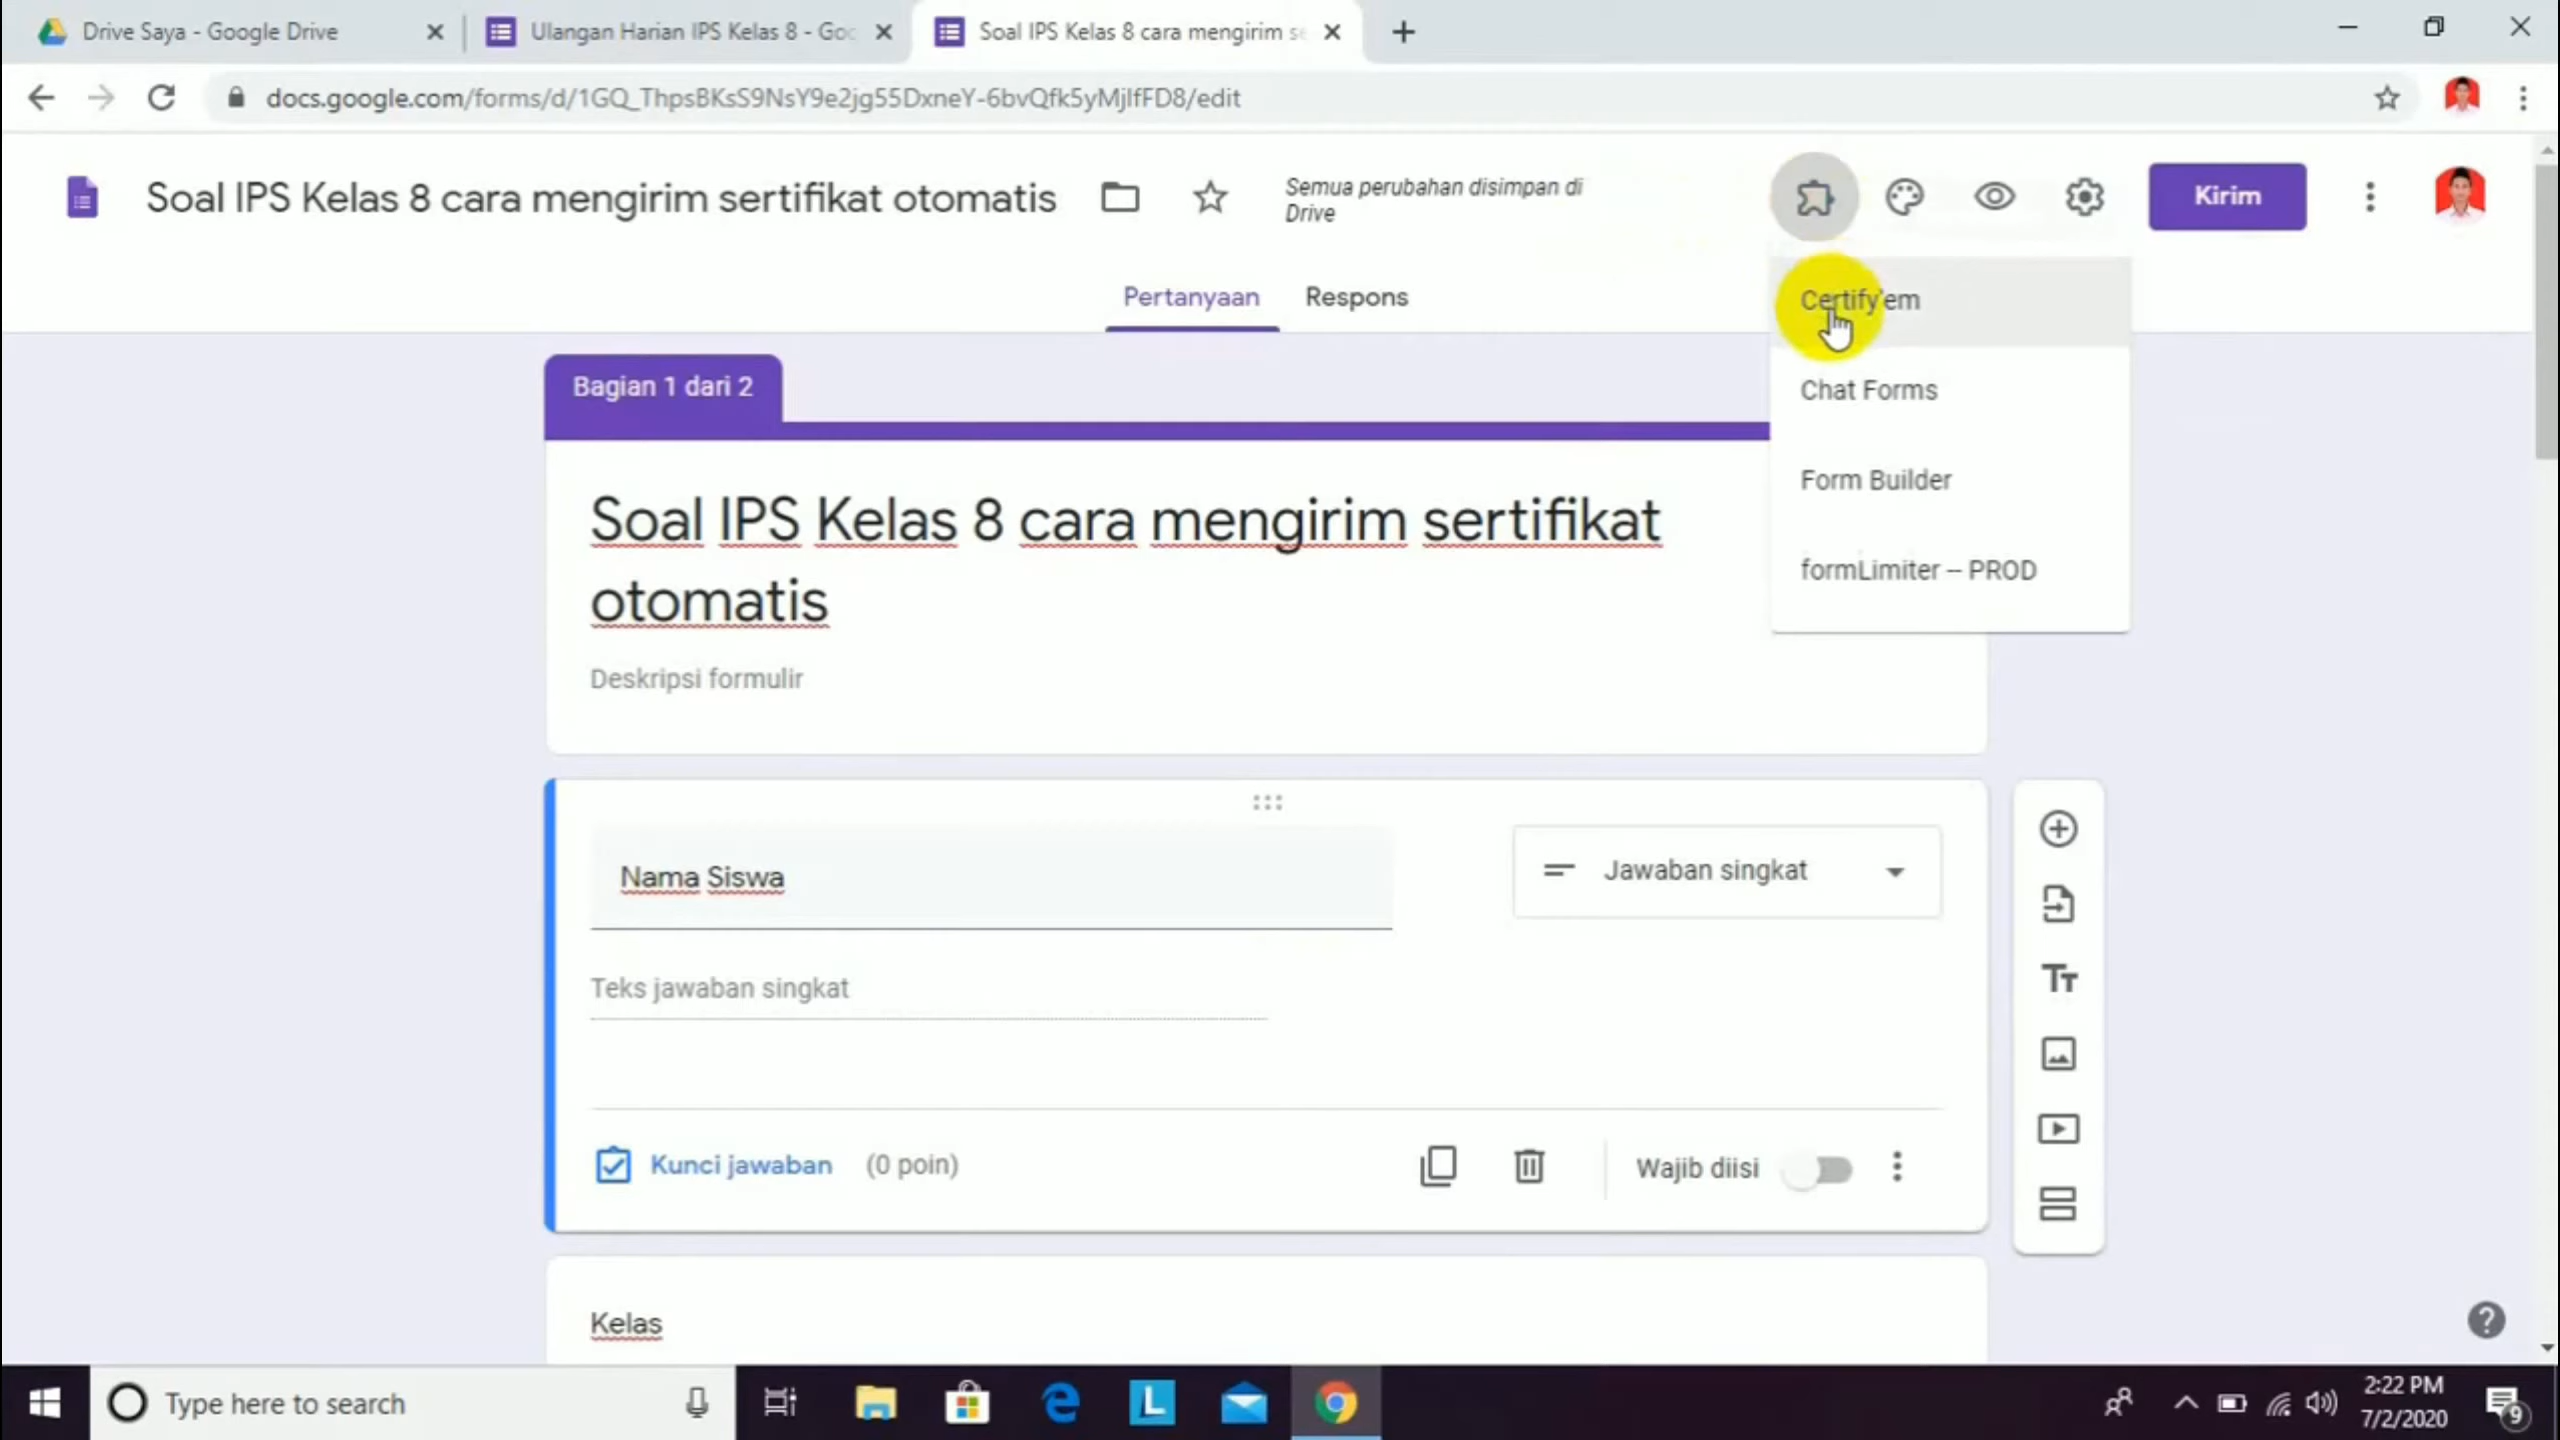 Drive Saya - Google Drive
Ulangan Harian IPS Kelas 8 - Goo
Soal IPS Kelas 8 cara mengirim se
docs.google.com/forms/d/1GQ_ThpsBKsS9NsY9e2jg55DxneY-6bvQfk5yMjlfFD8/edit
Soal IPS Kelas 8 cara mengirim sertifikat otomatis
Semua perubahan disimpan di
Drive
Kirim
Pertanyaan
Respons
Certify'em
Chat Forms
Form Builder
formLimiter – PROD
Bagian 1 dari 2
Soal IPS Kelas 8 cara mengirim sertifikat
otomatis
Deskripsi formulir
Nama Siswa
Jawaban singkat
Teks jawaban singkat
Kunci jawaban
(0 poin)
Wajib diisi
Kelas
Type here to search
2:22 PM
7/2/2020
9